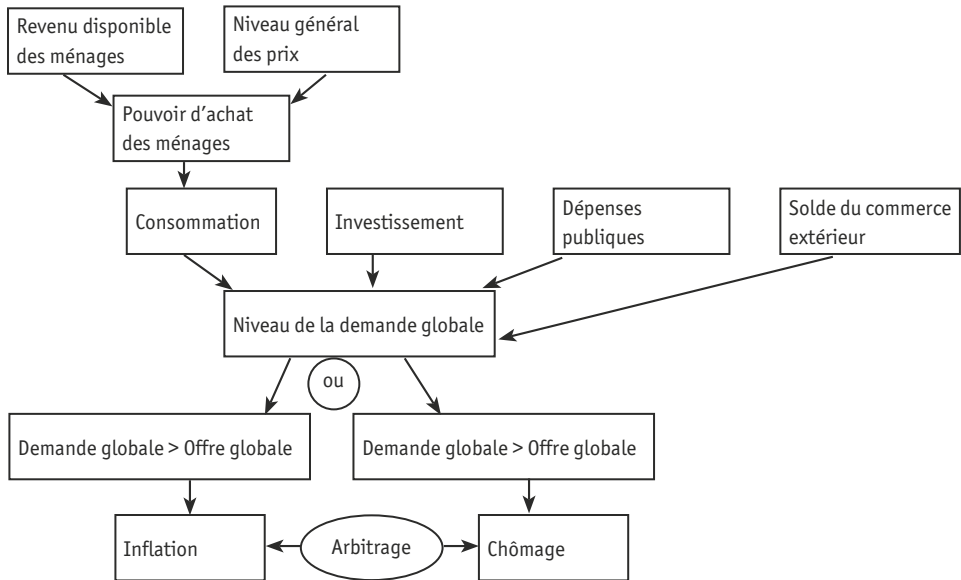 Revenu disponible
des ménages
Niveau général
des prix
Pouvoir d'achat
des ménages
Consommation
Investissement
Dépenses
publiques
Solde du commerce
extérieur
Niveau de la demande globale
ou
Demande globale > Offre globale
Demande globale > Offre globale
Inflation
Arbitrage
Chômage